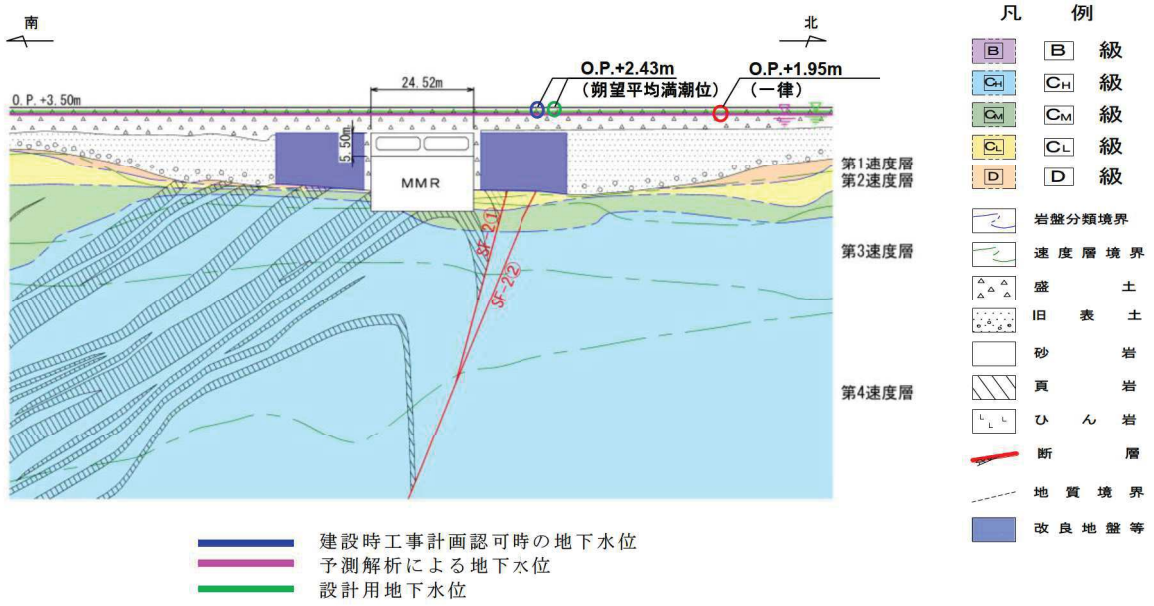 南
北
O.P.+2.43m
（朔望平均満潮位）
O.P.+1.95m
（一律）
24.52m
O.P.+3.50m
5.50m
MMR
SF-2①
SF-2②
第1速度層
第2速度層
第3速度層
第4速度層
凡 例
B B 級
CH CH 級
CM CM 級
CL CL 級
D D 級
岩盤分類境界
速度層境界
盛土
旧表土
砂岩
頁岩
ひん岩
断層
地質境界
改良地盤等
建設時工事計画認可時の地下水位
予測解析による地下水位
設計用地下水位